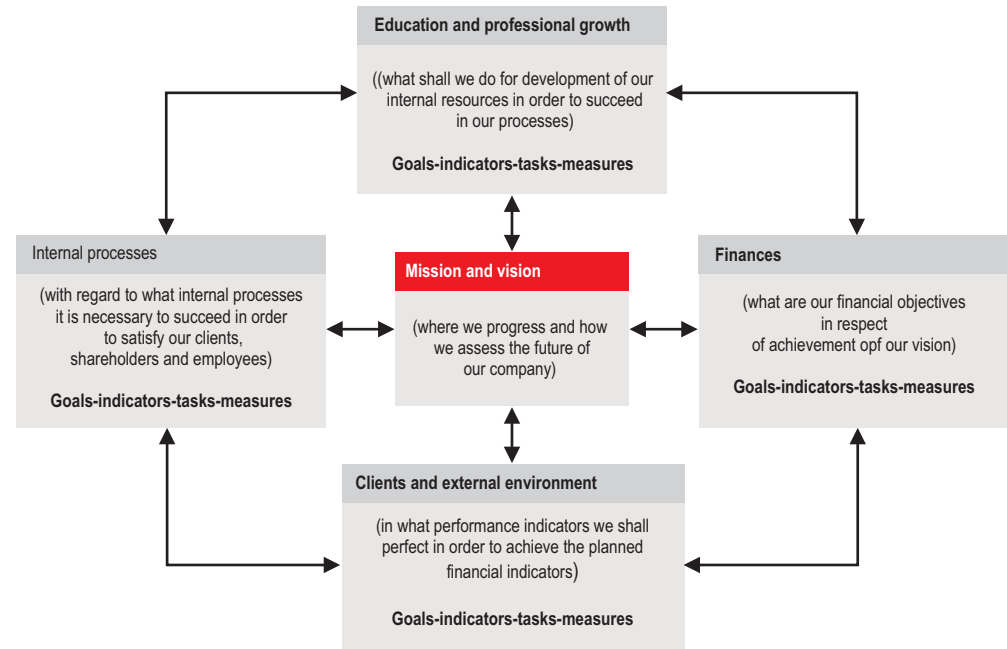 Education and professional growth
((what shall we do for development of our
internal resources in order to succeed
in our processes)
Goals-indicators-tasks-measures
Internal processes
(with regard to what internal processes
it is necessary to succeed in order
to satisfy our clients,
shareholders and employees)
Goals-indicators-tasks-measures
Mission and vision
(where we progress and how
we assess the future of
our company)
Finances
(what are our financial objectives
in respect
of achievement opf our vision)
Goals-indicators-tasks-measures
Clients and external environment
(in what performance indicators we shall
perfect in order to achieve the planned
financial indicators)
Goals-indicators-tasks-measures